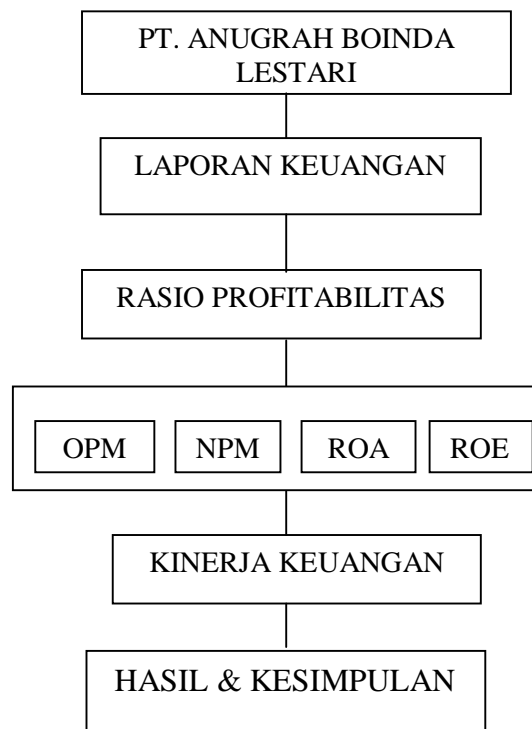 PT. ANUGRAH BOINDA
LESTARI
LAPORAN KEUANGAN
RASIO PROFITABILITAS
OPM NPM ROA ROE
KINERJA KEUANGAN
HASIL & KESIMPULAN